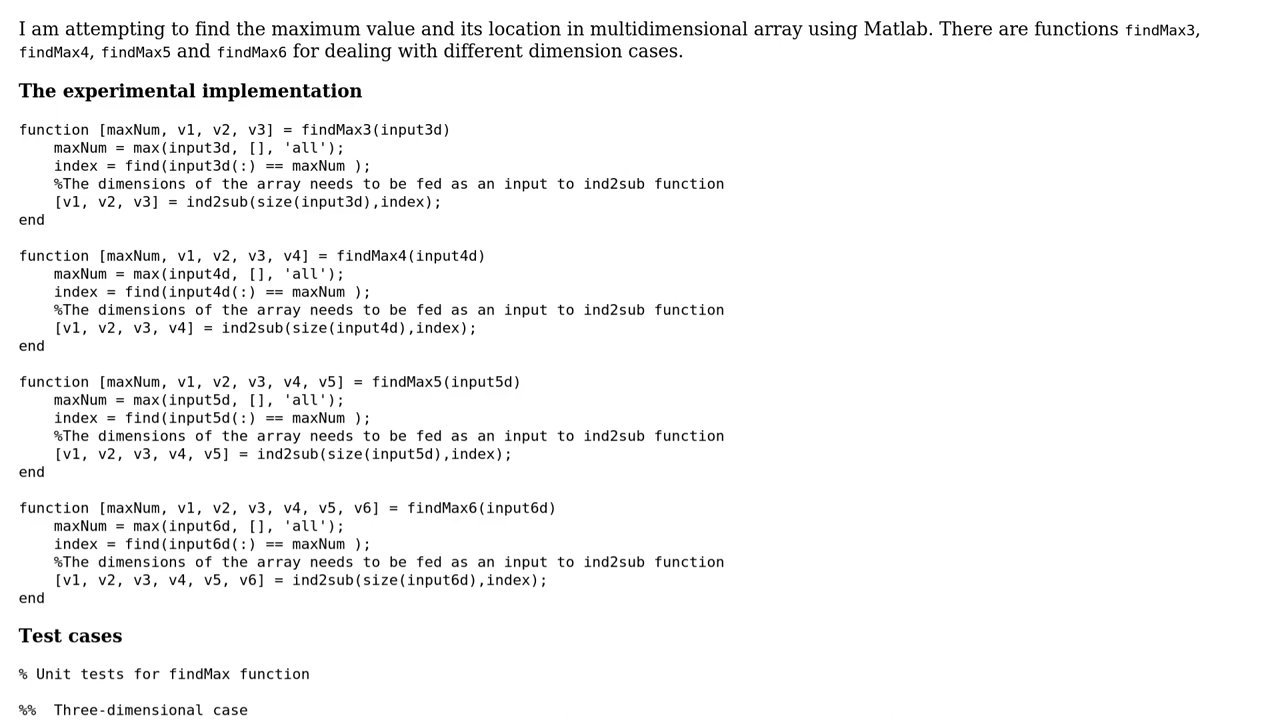 I am attempting to find the maximum value and its location in multidimensional array using Matlab. There are functions findMax3,
findMax4, findMax5 and findMax6 for dealing with different dimension cases.
The experimental implementation
function [maxNum, v1, v2, v3] = findMax3(input3d)
    maxNum = max(input3d, [], 'all');
    index = find(input3d(:) == maxNum );
    %The dimensions of the array needs to be fed as an input to ind2sub function
    [v1, v2, v3] = ind2sub(size(input3d),index);
end

function [maxNum, v1, v2, v3, v4] = findMax4(input4d)
    maxNum = max(input4d, [], 'all');
    index = find(input4d(:) == maxNum );
    %The dimensions of the array needs to be fed as an input to ind2sub function
    [v1, v2, v3, v4] = ind2sub(size(input4d),index);
end

function [maxNum, v1, v2, v3, v4, v5] = findMax5(input5d)
    maxNum = max(input5d, [], 'all');
    index = find(input5d(:) == maxNum );
    %The dimensions of the array needs to be fed as an input to ind2sub function
    [v1, v2, v3, v4, v5] = ind2sub(size(input5d),index);
end

function [maxNum, v1, v2, v3, v4, v5, v6] = findMax6(input6d)
    maxNum = max(input6d, [], 'all');
    index = find(input6d(:) == maxNum );
    %The dimensions of the array needs to be fed as an input to ind2sub function
    [v1, v2, v3, v4, v5, v6] = ind2sub(size(input6d),index);
end
Test cases
% Unit tests for findMax function

%%  Three-dimensional case